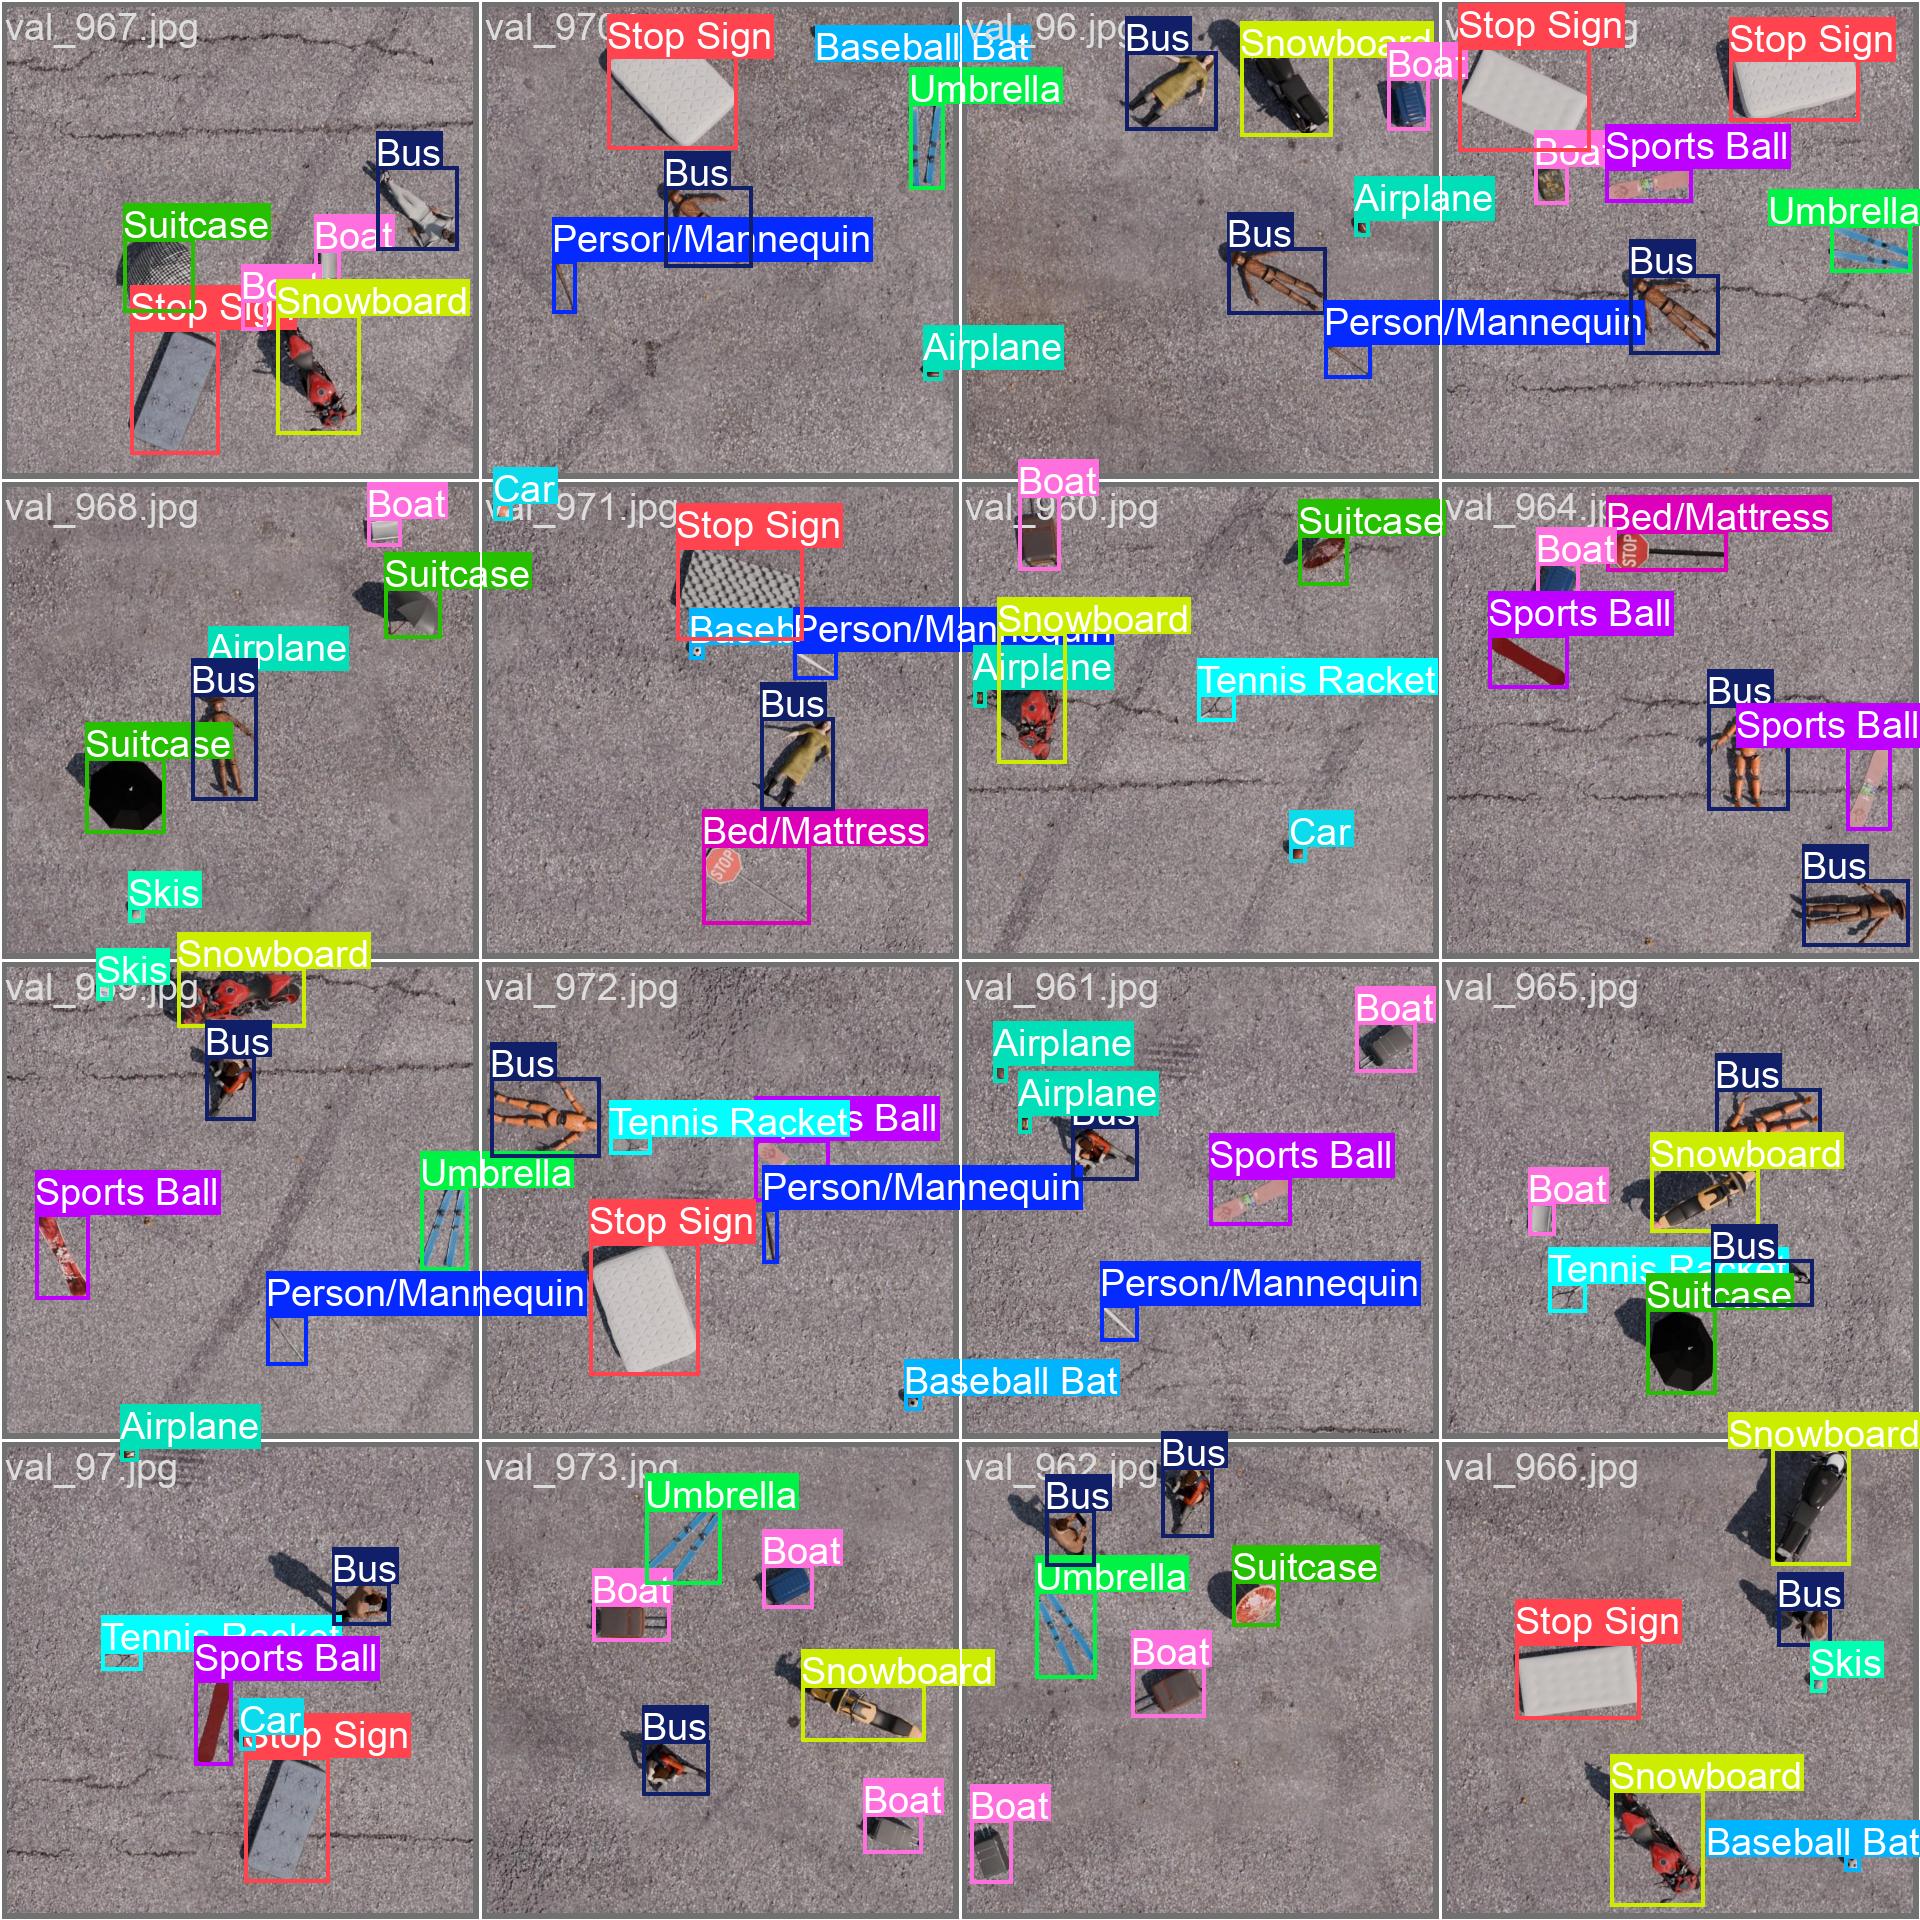 val_967.jpg
Bus
Suitcase
Boat
Snowboard
Stop Sign
val_970
Stop Sign
Baseball Bat
Umbrella
Bus
Person/Mannequin
Airplane
val_96.jpg
Bus
Snowboard
Boat
Airplane
Bus
Person/Mannequin
Stop Sign
Stop Sign
Boat
Sports Ball
Umbrella
Bus
val_968.jpg
Boat
Suitcase
Airplane
Bus
Suitcase
Skis
Car
val_971.jpg
Stop Sign
Person/Mannequin
Bus
Bed/Mattress
STOP
val_960.jpg
Boat
Suitcase
Snowboard
Airplane
Tennis Racket
Car
val_964.jpg
Bed/Mattress
STOP
Boat
Sports Ball
Bus
Sports Ball
Bus
Skis
Snowboard
Bus
Sports Ball
Umbrella
Person/Mannequin
Airplane
val_972.jpg
Bus
Tennis Racket
Ball
Person/Mannequin
Stop Sign
Baseball Bat
val_961.jpg
Boat
Airplane
Airplane
Bus
Sports Ball
Person/Mannequin
val_965.jpg
Bus
Snowboard
Boat
Bus
Tennis Racket
Suitcase
val_97.jpg
Bus
Tennis Racket
Sports Ball
Car
Stop Sign
val_973.jpg
Umbrella
Boat
Boat
Snowboard
Bus
Boat
val_962.jpg
Bus
Bus
Umbrella
Suitcase
Boat
Boat
val_966.jpg
Snowboard
Bus
Stop Sign
Skis
Snowboard
Baseball Bat